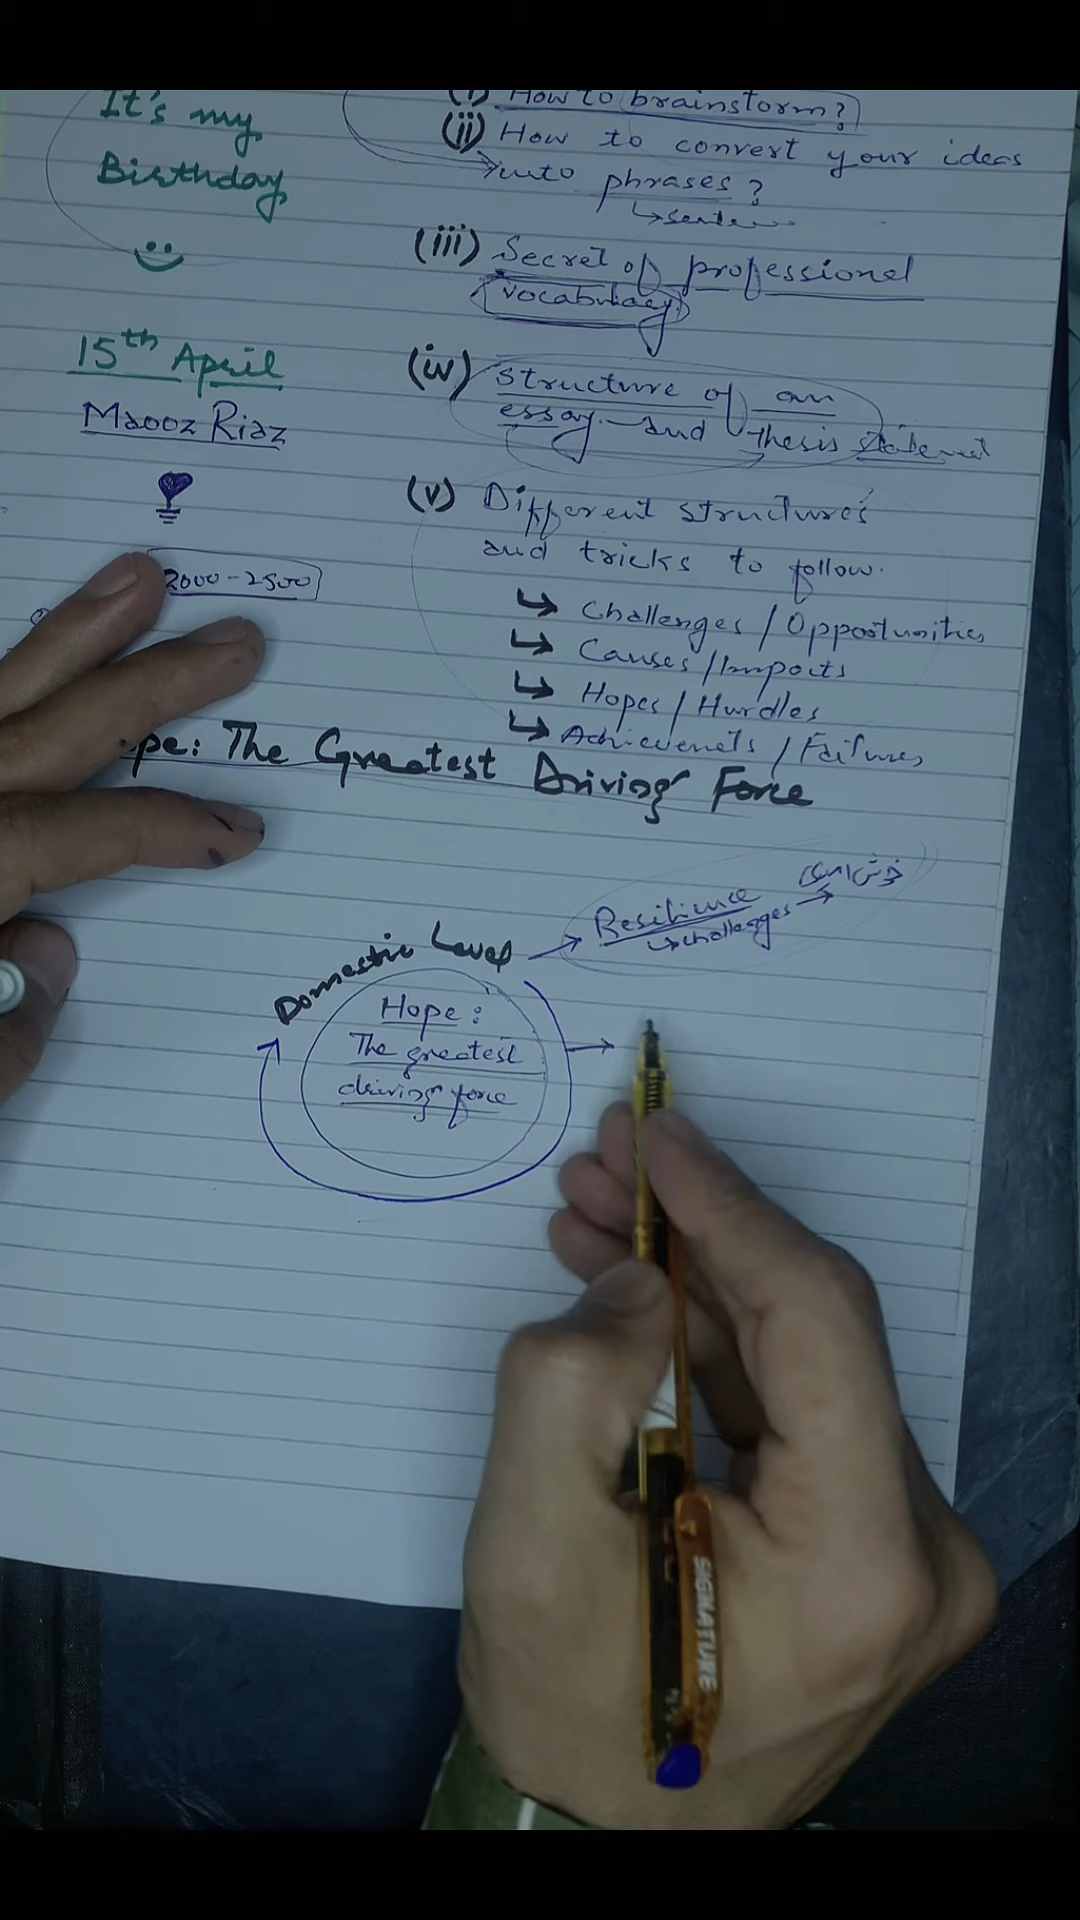 It's my
Birthday
15th April
Maooz Riaz
2000-2500
(i) How to brainstorm?
(ii) How to convert your ideas
into phrases?
(iii) Secret of professional
vocabulary
(iv) Structure of an
essay and thesis statement
(v) Different structures
and tricks to follow.
Challenges / Opportunities
Causes / Impacts
Hopes / Hurdles
Achievements / Failures
The Greatest Driving Force
Resilience
challenges
Domestic Level
Hope:
The greatest
driving force
SIGNATURE